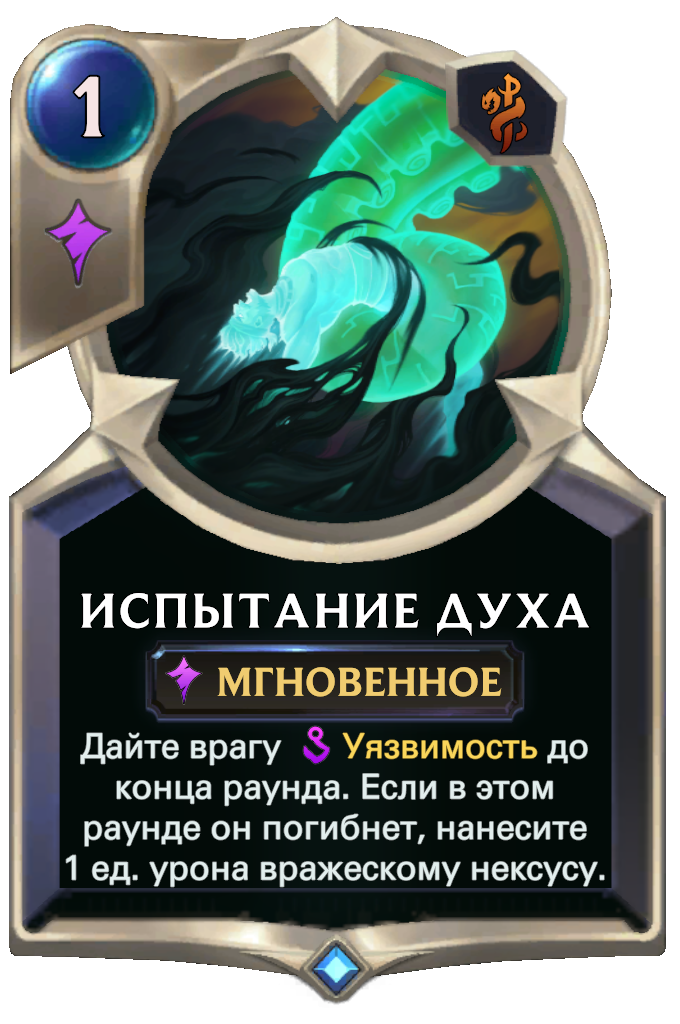 1
ИСПЫТАНИЕ ДУХА
МГНОВЕННОЕ
Дайте врагу Уязвимость до
конца раунда. Если в этом
раунде он погибнет, нанесите
1 ед. урона вражескому нексусу.